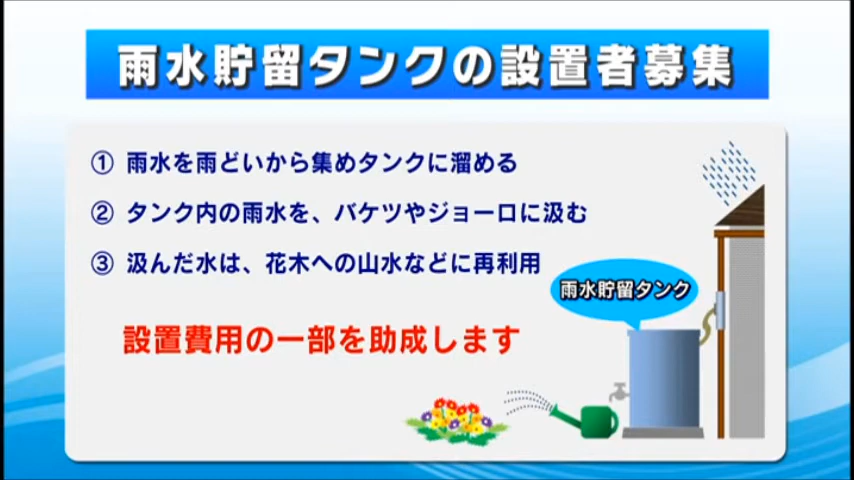 雨水貯留タンクの設置者募集
① 雨水を雨どいから集めタンクに溜める
② タンク内の雨水を、バケツやジョーロに汲む
③ 汲んだ水は、花木への山水などに再利用
雨水貯留タンク
設置費用の一部を助成します